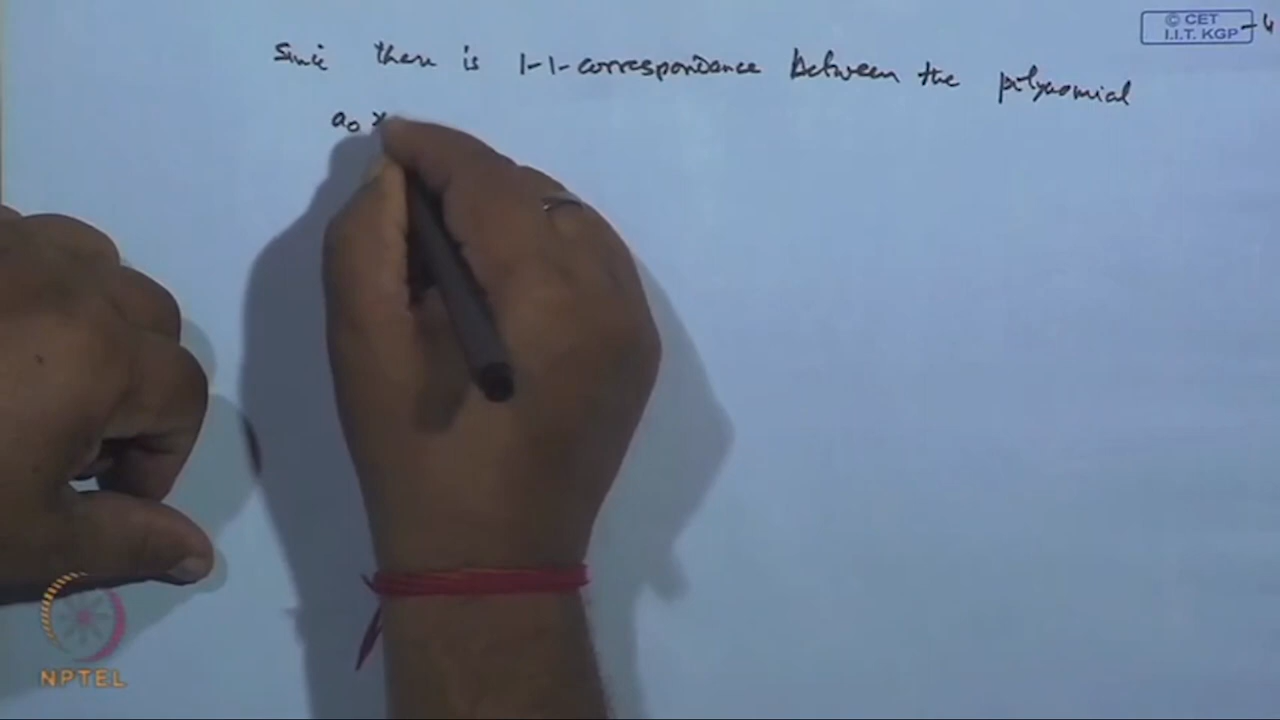 © CET
I.I.T. KGP
Since there is 1-1-correspondence between the polynomial
a₀ x
NPTEL